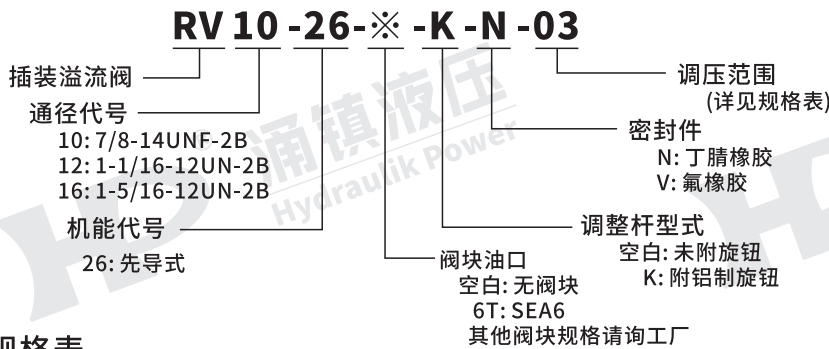 RV 10 -26-※ -K -N -03
插装溢流阀
调压范围
(详见规格表)
通径代号
10: 7/8-14UNF-2B
12: 1-1/16-12UN-2B
16: 1-5/16-12UN-2B
密封件
N: 丁腈橡胶
V: 氟橡胶
机能代号
26: 先导式
调整杆型式
空白: 未附旋钮
K: 附铝制旋钮
阀块油口
空白: 无阀块
6T: SEA6
其他阀块规格请询工厂
规格表
涌镇液压
Hydraulik Power
HD
HD